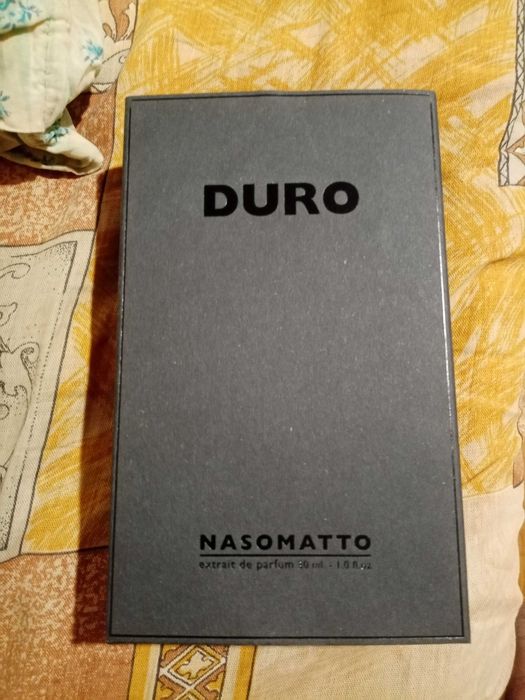 DURO
NASOMATTO
extrait de parfum 30 ml. - 1.0 fl.oz